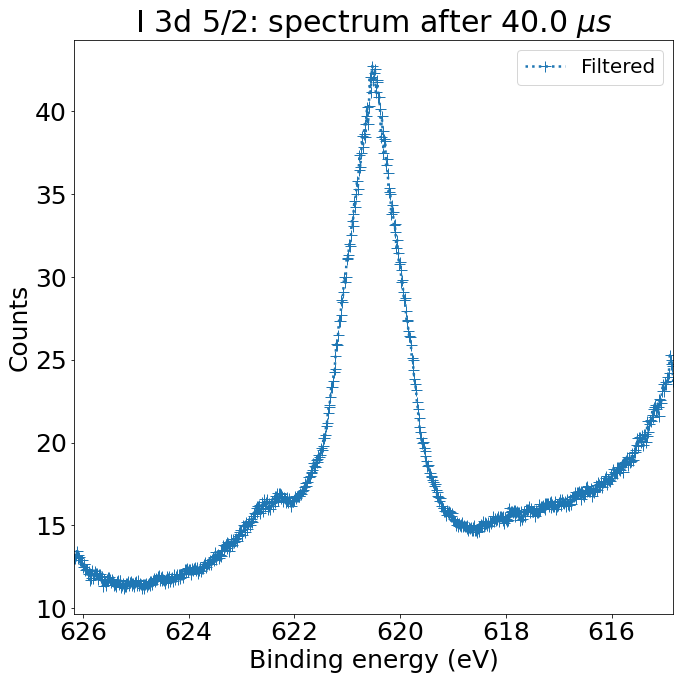 I 3d 5/2: spectrum after 40.0 μs
Filtered
Counts
40
35
30
25
20
15
10
626 624 622 620 618 616
Binding energy (eV)